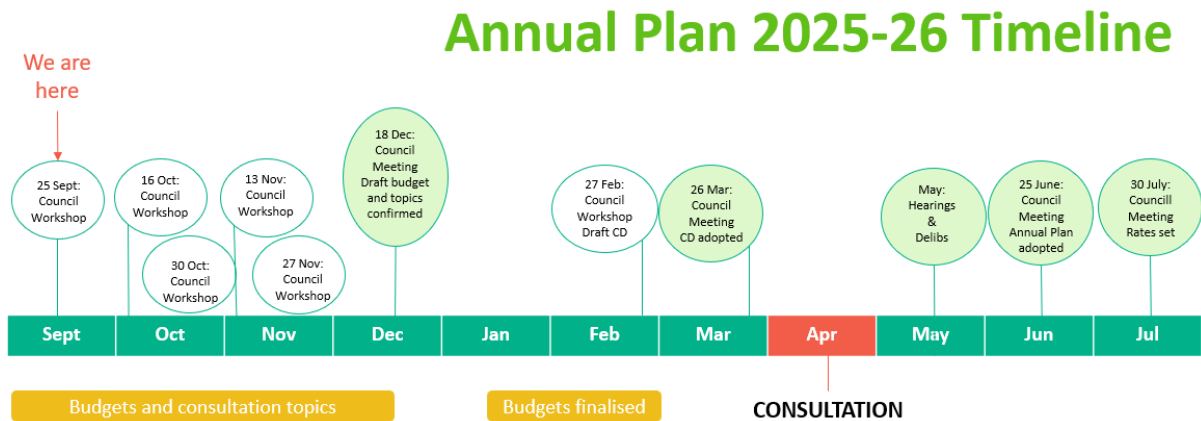 Annual Plan 2025-26 Timeline
We are
here
25 Sept:
Council
Workshop
16 Oct:
Council
Workshop
30 Oct:
Council
Workshop
13 Nov:
Council
Workshop
27 Nov:
Council
Workshop
18 Dec:
Council
Meeting
Draft budget
and topics
confirmed
27 Feb:
Council
Workshop
Draft CD
26 Mar:
Council
Meeting
CD adopted
May:
Hearings
&
Delibs
25 June:
Council
Meeting
Annual Plan
adopted
30 July:
Councill
Meeting
Rates set
Sept Oct Nov Dec Jan Feb Mar Apr May Jun Jul
Budgets and consultation topics
Budgets finalised
CONSULTATION